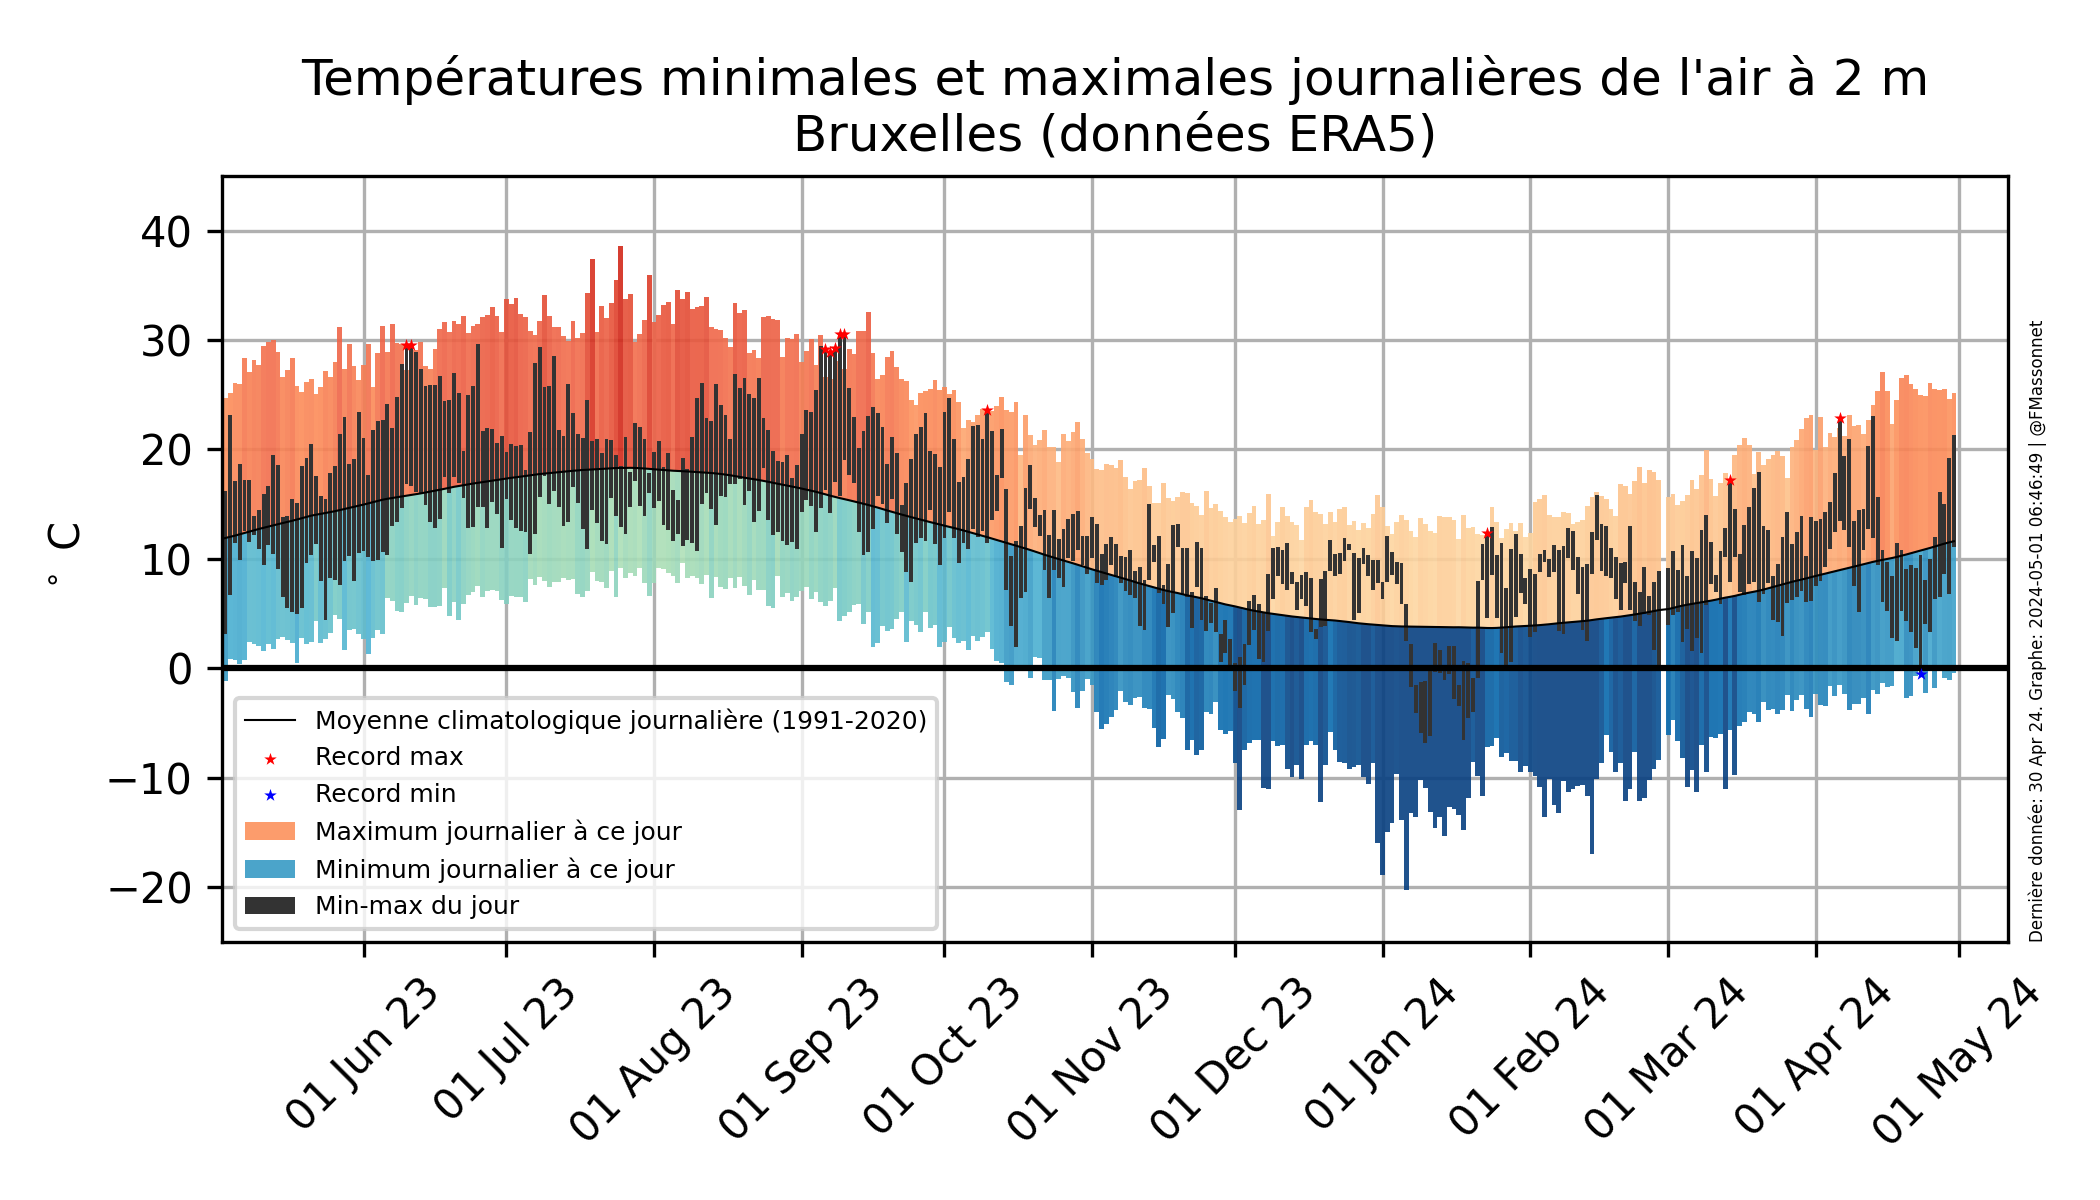 Températures minimales et maximales journalières de l'air à 2 m
Bruxelles (données ERA5)
° C
40
30
20
10
0
−10
−20
Moyenne climatologique journalière (1991-2020)
Record max
Record min
Maximum journalier à ce jour
Minimum journalier à ce jour
Min-max du jour
01 Jun 23
01 Jul 23
01 Aug 23
01 Sep 23
01 Oct 23
01 Nov 23
01 Dec 23
01 Jan 24
01 Feb 24
01 Mar 24
01 Apr 24
01 May 24
Dernière donnée: 30 Apr 24. Graphe: 2024-05-01 06:46:49 | @FMassonnet